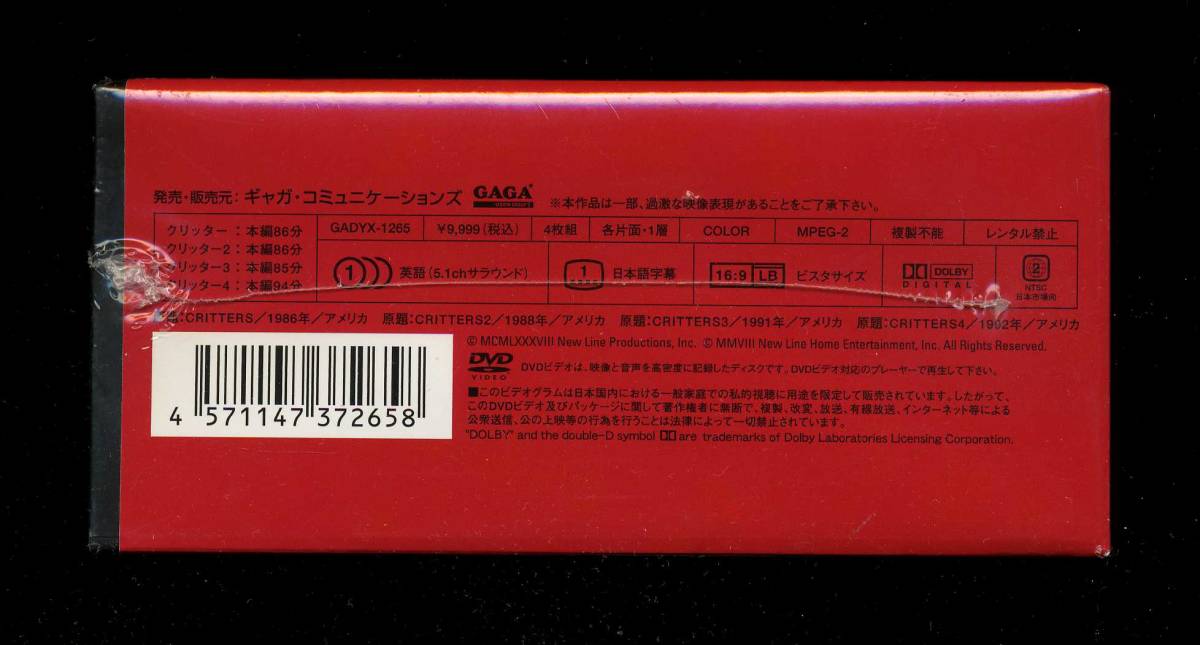 発売・販売元：ギャガ・コミュニケーションズ GAGA ※本作品は一部、過激な映像表現があることをご了承下さい。
クリッター：本編86分
クリッター2：本編86分
クリッター3：本編85分
クリッター4：本編94分
GADYX-1265 ￥9,999(税込) 4枚組 各片面・1層 COLOR MPEG-2 複製不能 レンタル禁止
1 英語（5.1chサラウンド） 1 日本語字幕 16:9 LB ビスタサイズ DOLBY DIGITAL 2 NTSC 日本市場向
：CRITTERS／1986年／アメリカ 原題：CRITTERS2／1988年／アメリカ 原題：CRITTERS3／1991年／アメリカ 原題：CRITTERS4／1992年／アメリカ
© MCMLXXXVIII New Line Productions, Inc. © MMVIII New Line Home Entertainment, Inc. All Rights Reserved.
DVD VIDEO DVDビデオは、映像と音声を高密度に記録したディスクです。DVDビデオ対応のプレーヤーで再生して下さい。
■このビデオグラムは日本国内における一般家庭での私的視聴に用途を限定して販売されています。したがって、
このDVDビデオ及びパッケージに関して著作権者に無断で、複製、改変、放送、有線放送、インターネット等による
公衆送信、公の上映等の行為を行うことは法律によって一切禁止されています。
"DOLBY" and the double-D symbol are trademarks of Dolby Laboratories Licensing Corporation.
4 571147 372658